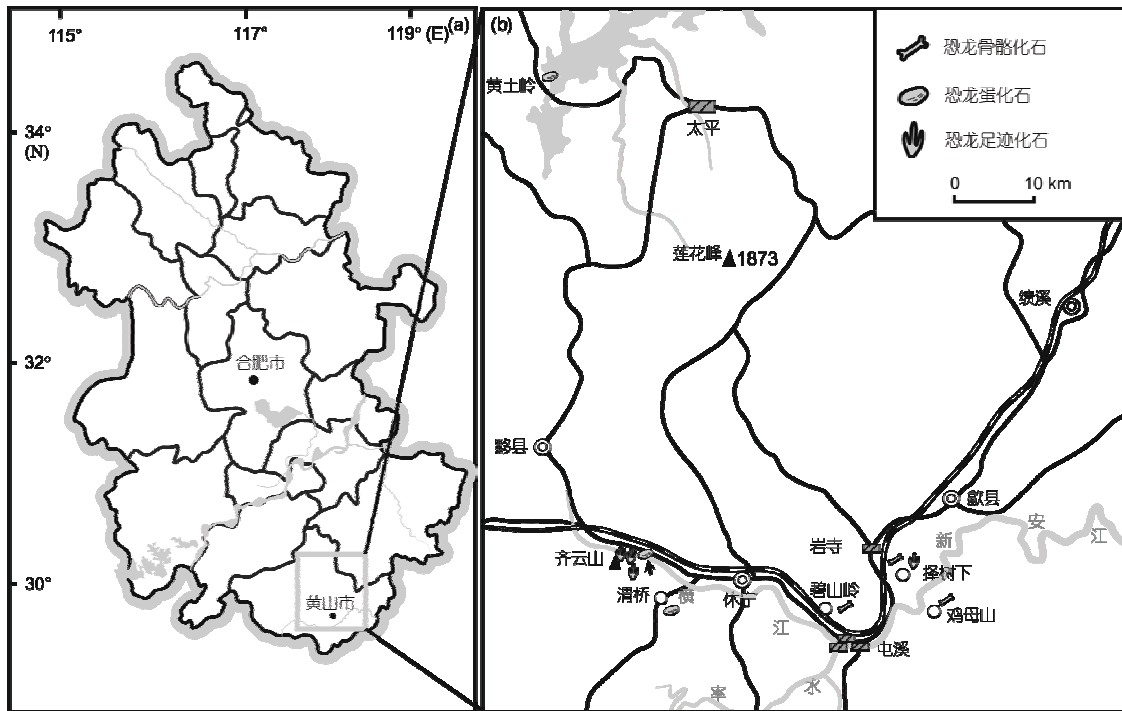 115°
117°
119° (E)
(a)
34°
(N)
32°
30°
合肥市
黄山市
(b)
恐龙骨骼化石
恐龙蛋化石
恐龙足迹化石
0
10 km
黄土岭
太平
莲花峰
1873
绩溪
黟县
歙县
新
安
江
岩寺
齐云山
择树下
渭桥
横
休宁
碧山岭
鸡母山
江
屯溪
率
水